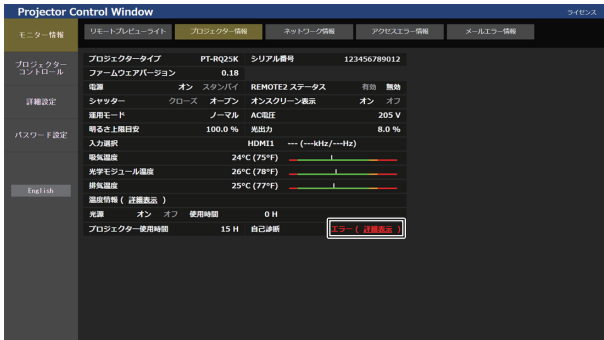 Projector Control Window
ライセンス
モニター情報
リモートプレビューライト
プロジェクター情報
ネットワーク情報
アクセスエラー情報
メールエラー情報
プロジェクター
コントロール
詳細設定
パスワード設定
English
プロジェクタータイプ PT-RQ25K シリアル番号 123456789012
ファームウェアバージョン 0.18
電源 オン スタンバイ REMOTE2 ステータス 有効 無効
シャッター クローズ オープン オンスクリーン表示 オン オフ
運用モード ノーマル AC電圧 205 V
明るさ上限目安 100.0 % 光出力 8.0 %
入力選択 HDMI1 --- (---kHz/---Hz)
吸気温度 24°C (75°F)
光学モジュール温度 26°C (78°F)
排気温度 25°C (77°F)
温度情報 ( 詳細表示 )
光源 オン オフ 使用時間 0 H
プロジェクター使用時間 15 H 自己診断 エラー ( 詳細表示 )